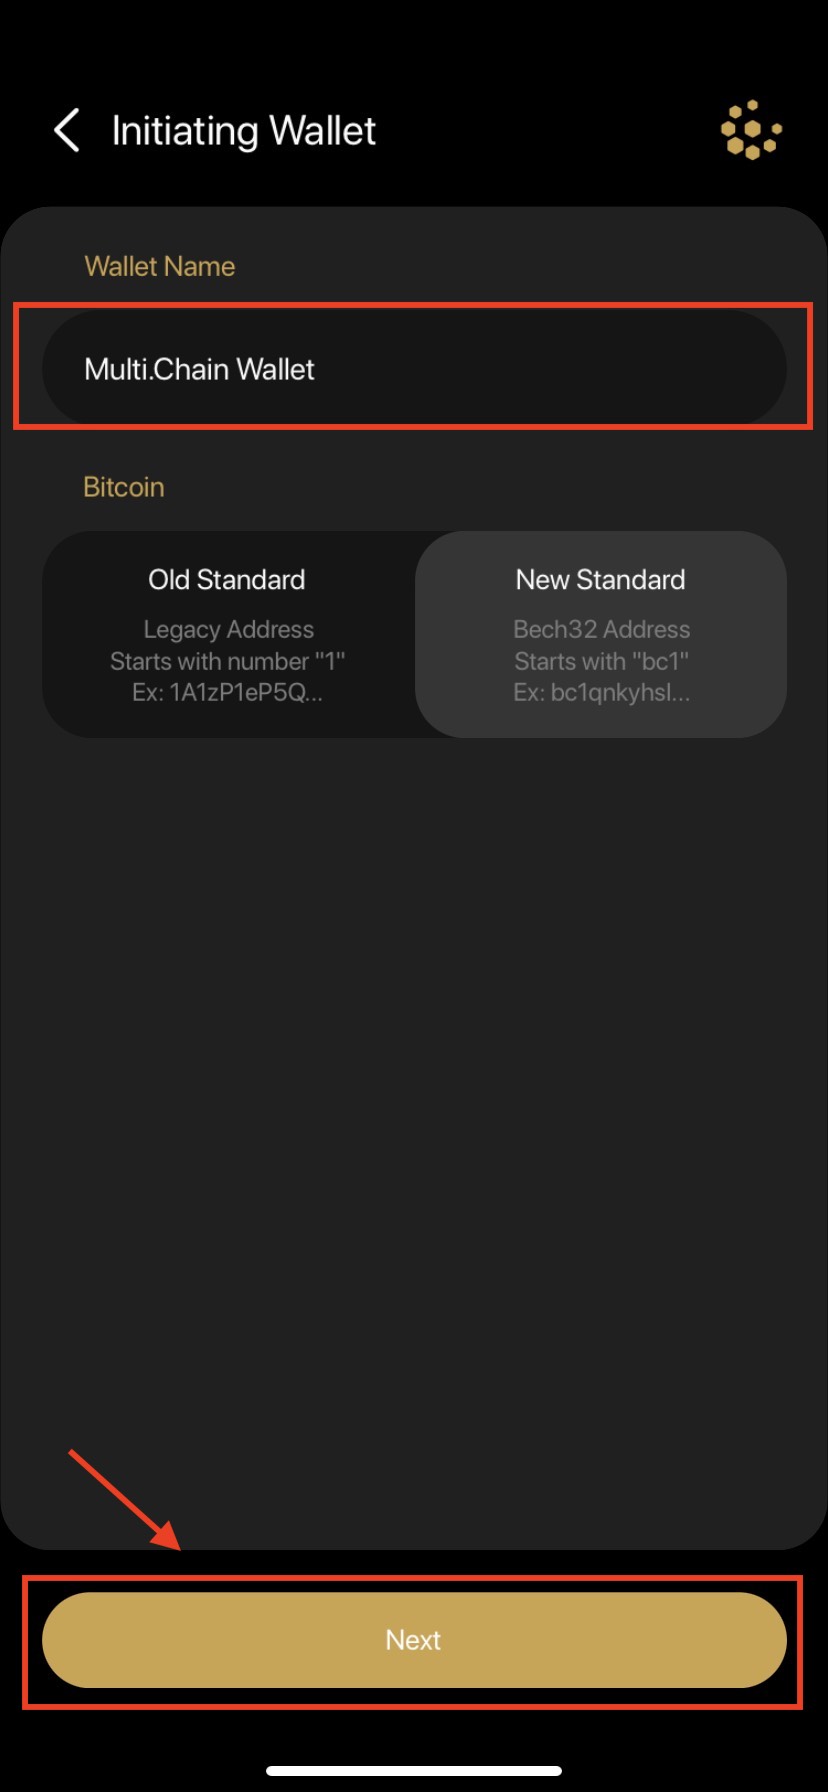 Initiating Wallet
Wallet Name
Multi.Chain Wallet
Bitcoin
Old Standard
Legacy Address
Starts with number "1"
Ex: 1A1zP1eP5Q...
New Standard
Bech32 Address
Starts with "bc1"
Ex: bc1qnkyhsl...
Next